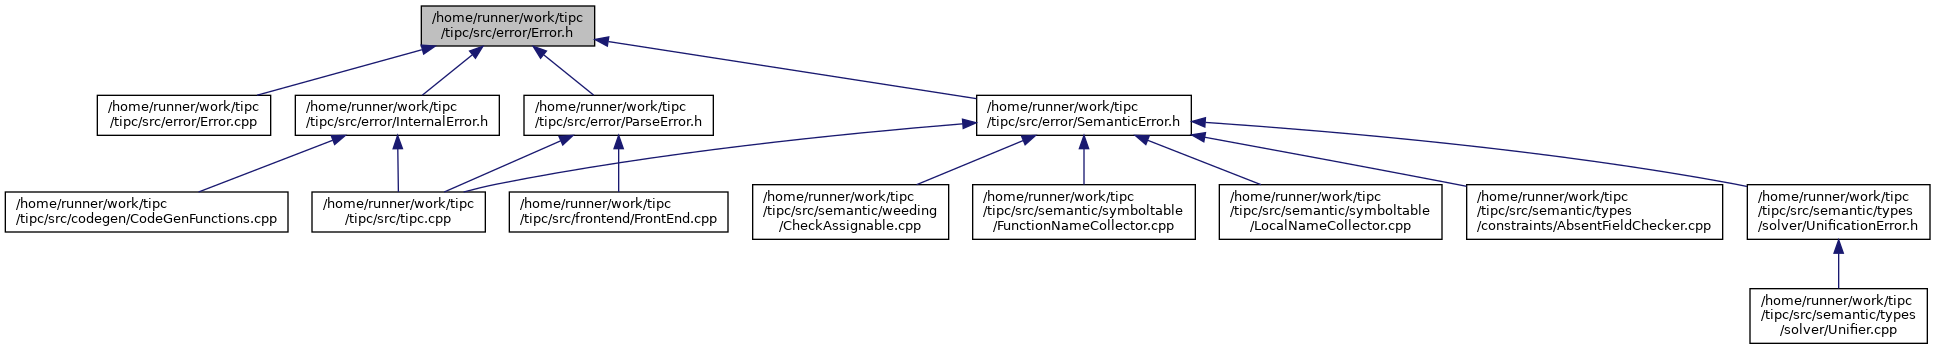 /home/runner/work/tipc
/tipc/src/error/Error.h
/home/runner/work/tipc
/tipc/src/error/Error.cpp
/home/runner/work/tipc
/tipc/src/error/InternalError.h
/home/runner/work/tipc
/tipc/src/error/ParseError.h
/home/runner/work/tipc
/tipc/src/error/SemanticError.h
/home/runner/work/tipc
/tipc/src/codegen/CodeGenFunctions.cpp
/home/runner/work/tipc
/tipc/src/tipc.cpp
/home/runner/work/tipc
/tipc/src/frontend/FrontEnd.cpp
/home/runner/work/tipc
/tipc/src/semantic/weeding
/CheckAssignable.cpp
/home/runner/work/tipc
/tipc/src/semantic/symboltable
/FunctionNameCollector.cpp
/home/runner/work/tipc
/tipc/src/semantic/symboltable
/LocalNameCollector.cpp
/home/runner/work/tipc
/tipc/src/semantic/types
/constraints/AbsentFieldChecker.cpp
/home/runner/work/tipc
/tipc/src/semantic/types
/solver/UnificationError.h
/home/runner/work/tipc
/tipc/src/semantic/types
/solver/Unifier.cpp